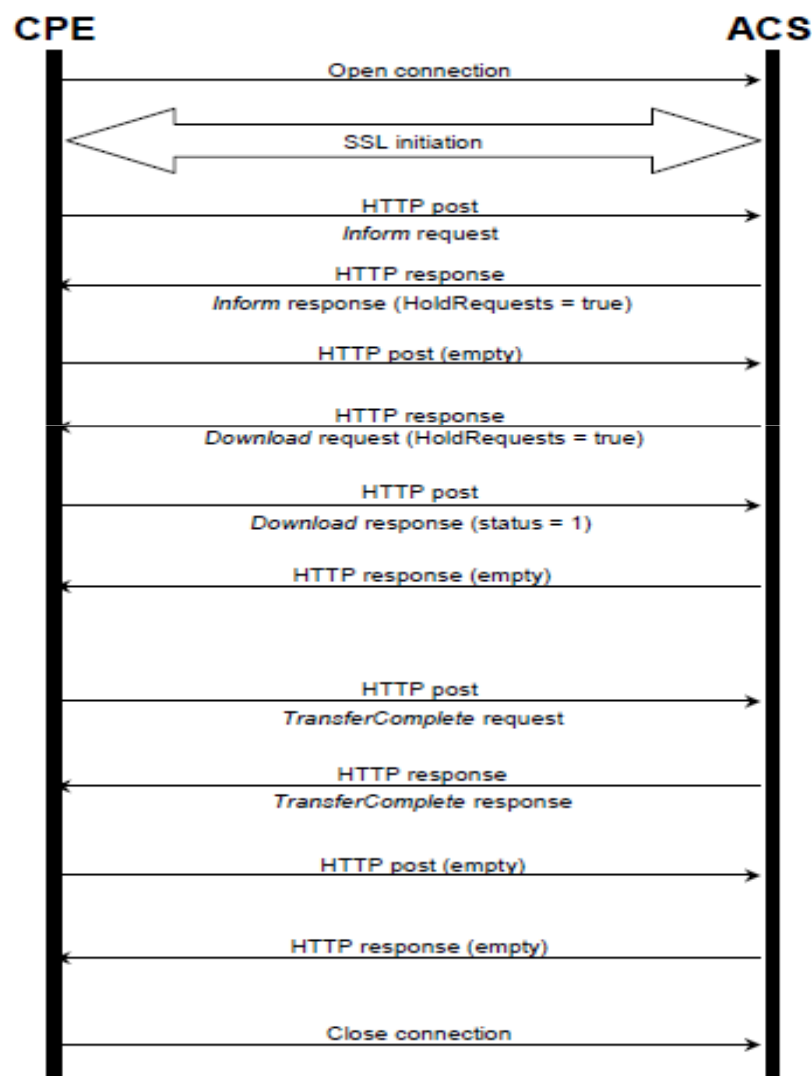 CPE
ACS
Open connection
SSL initiation
HTTP post
Inform request
HTTP response
Inform response (HoldRequests = true)
HTTP post (empty)
HTTP response
Download request (HoldRequests = true)
HTTP post
Download response (status = 1)
HTTP response (empty)
HTTP post
TransferComplete request
HTTP response
TransferComplete response
HTTP post (empty)
HTTP response (empty)
Close connection